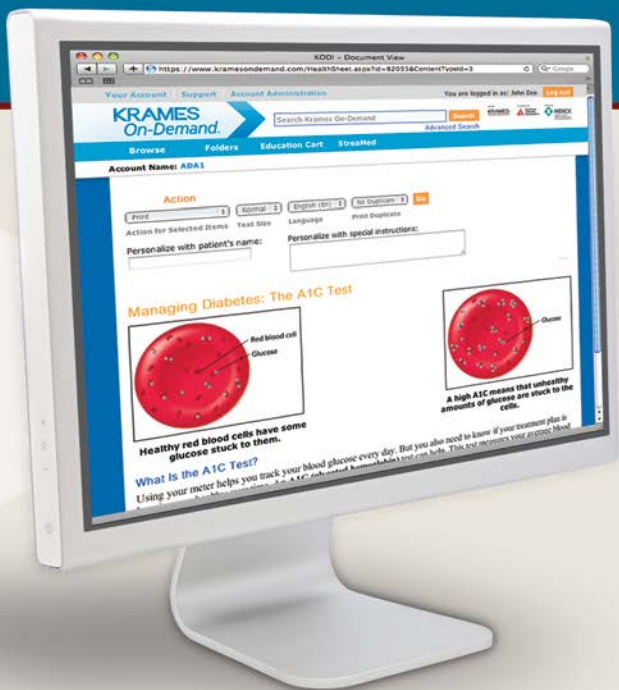 KODI – Document View
https://www.kramesondemand.com/HealthSheet.aspx?id=82055&ContentTypeId=3
Google
Your Account | Support | Account Administration
You are logged in as: John Doe Log out
KRAMES
On-Demand.
Search Krames On-Demand
Search
KRAMES
MERCK
Advanced Search
Browse Folders Education Cart StreaMed
Account Name: ADA1
Action
Print Normal English (En) No Duplicate Go
Action for Selected Items Text Size Language Print Duplicate
Personalize with patient's name:
Personalize with special instructions:
Managing Diabetes: The A1C Test
Red blood cell
Glucose
Healthy red blood cells have some
glucose stuck to them.
Glucose
A high A1C means that unhealthy
amounts of glucose are stuck to the
cells.
What Is the A1C Test?
Using your meter helps you track your blood glucose every day. But you also need to know if your treatment plan is